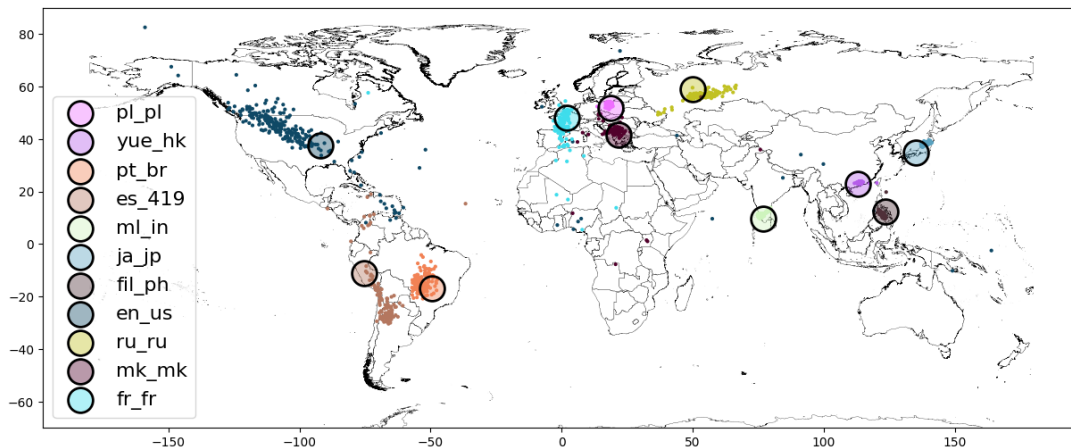 80
60
40
20
0
−20
−40
−60
−150
−100
−50
0
50
100
150
pl_pl
yue_hk
pt_br
es_419
ml_in
ja_jp
fil_ph
en_us
ru_ru
mk_mk
fr_fr